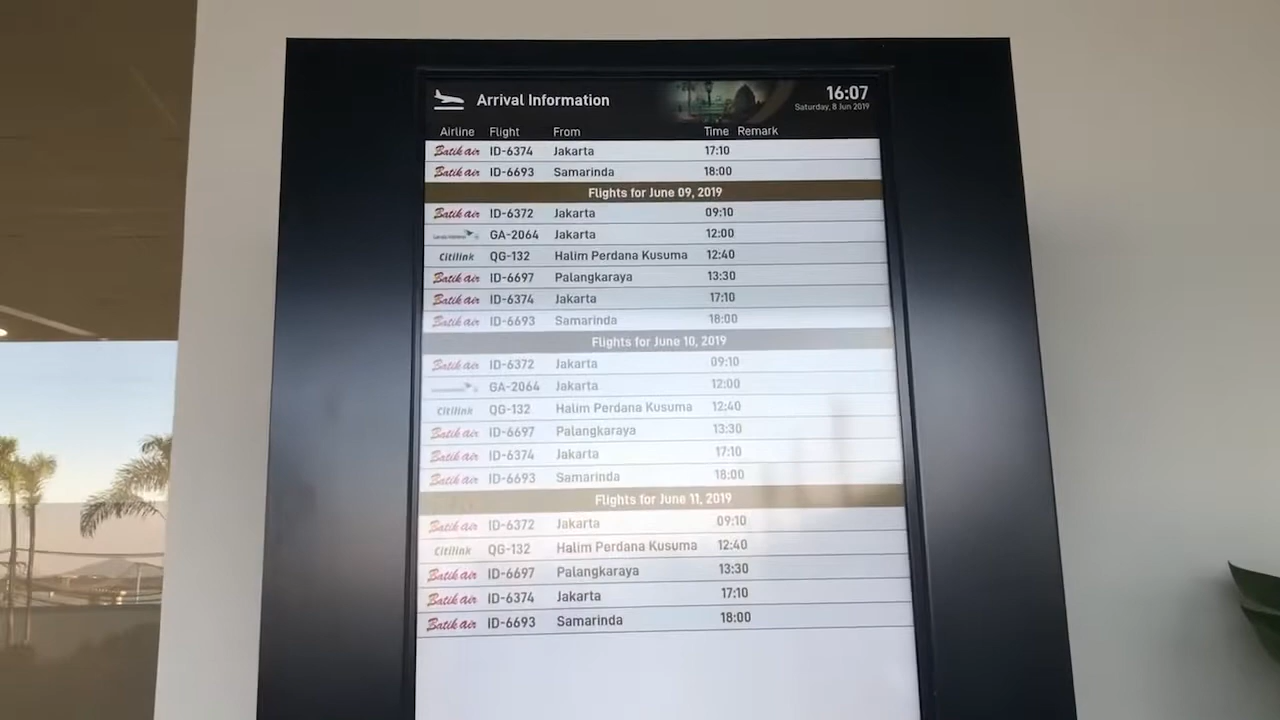 Arrival Information 16:07
Saturday, 8 Jun 2019
Airline Flight From Time Remark
Batik air ID-6374 Jakarta 17:10
Batik air ID-6693 Samarinda 18:00
Flights for June 09, 2019
Batik air ID-6372 Jakarta 09:10
GA-2064 Jakarta 12:00
Citilink QG-132 Halim Perdana Kusuma 12:40
Batik air ID-6697 Palangkaraya 13:30
Batik air ID-6374 Jakarta 17:10
Batik air ID-6693 Samarinda 18:00
Flights for June 10, 2019
Batik air ID-6372 Jakarta 09:10
GA-2064 Jakarta 12:00
Citilink QG-132 Halim Perdana Kusuma 12:40
Batik air ID-6697 Palangkaraya 13:30
Batik air ID-6374 Jakarta 17:10
Batik air ID-6693 Samarinda 18:00
Flights for June 11, 2019
Batik air ID-6372 Jakarta 09:10
Citilink QG-132 Halim Perdana Kusuma 12:40
Batik air ID-6697 Palangkaraya 13:30
Batik air ID-6374 Jakarta 17:10
Batik air ID-6693 Samarinda 18:00